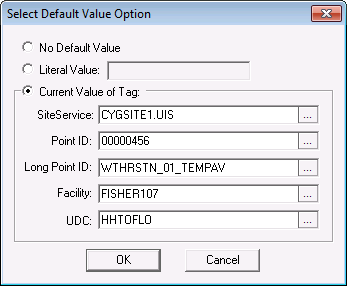 Select Default Value Option
No Default Value
Literal Value:
Current Value of Tag:
SiteService: CYGSITE1.UIS ...
Point ID: 00000456 ...
Long Point ID: WTHRSTN_01_TEMPAV ...
Facility: FISHER107 ...
UDC: HHTOFLO ...
OK Cancel